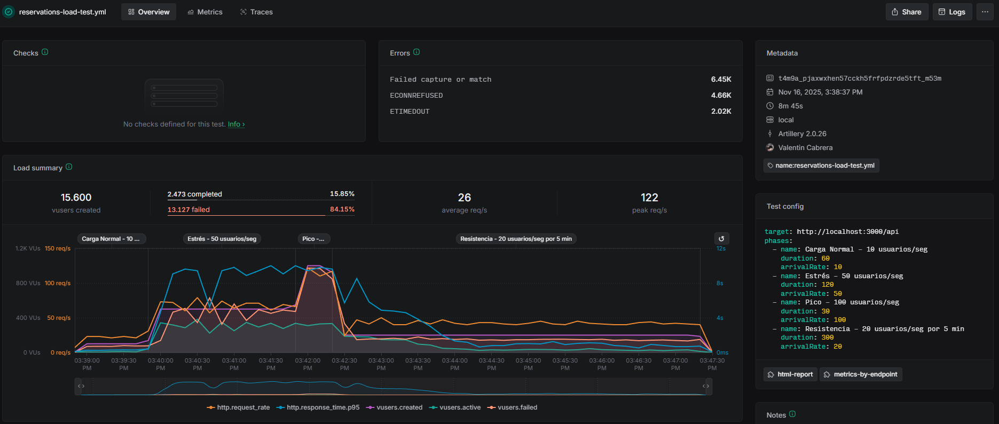 reservations-load-test.yml
Overview
Metrics
Traces
Share
Logs
...
Checks
No checks defined for this test. Info ›
Errors
Failed capture or match 6.45K
ECONNREFUSED 4.66K
ETIMEDOUT 2.02K
Metadata
t4m9a_pjaxwxhen57cckh5frfpdzrde5tft_m53m
Nov 16, 2025, 3:38:37 PM
8m 45s
local
Artillery 2.0.26
Valentin Cabrera
name:reservations-load-test.yml
Load summary
15.600
vusers created
2.473 completed 15.85%
13.127 failed 84.15%
26
average req/s
122
peak req/s
Carga Normal - 10 ...
Estrés - 50 usuarios/seg
Pico -...
Resistencia - 20 usuarios/seg por 5 min
1.2K VUs 150 req/s 12s
800 VUs 100 req/s 8s
400 VUs 50 req/s 4s
0 VUs 0 req/s 0ms
03:39:00 PM
03:39:30 PM
03:40:00 PM
03:40:30 PM
03:41:00 PM
03:41:30 PM
03:42:00 PM
03:42:30 PM
03:43:00 PM
03:43:30 PM
03:44:00 PM
03:44:30 PM
03:45:00 PM
03:45:30 PM
03:46:00 PM
03:46:30 PM
03:47:00 PM
03:47:30 PM
http.request_rate
http.response_time.p95
vusers.created
vusers.active
vusers.failed
Test config
target: http://localhost:3000/api
phases:
- name: Carga Normal - 10 usuarios/seg
duration: 60
arrivalRate: 10
- name: Estrés - 50 usuarios/seg
duration: 120
arrivalRate: 50
- name: Pico - 100 usuarios/seg
duration: 30
arrivalRate: 100
- name: Resistencia - 20 usuarios/seg por 5 min
duration: 300
arrivalRate: 20
html-report
metrics-by-endpoint
Notes